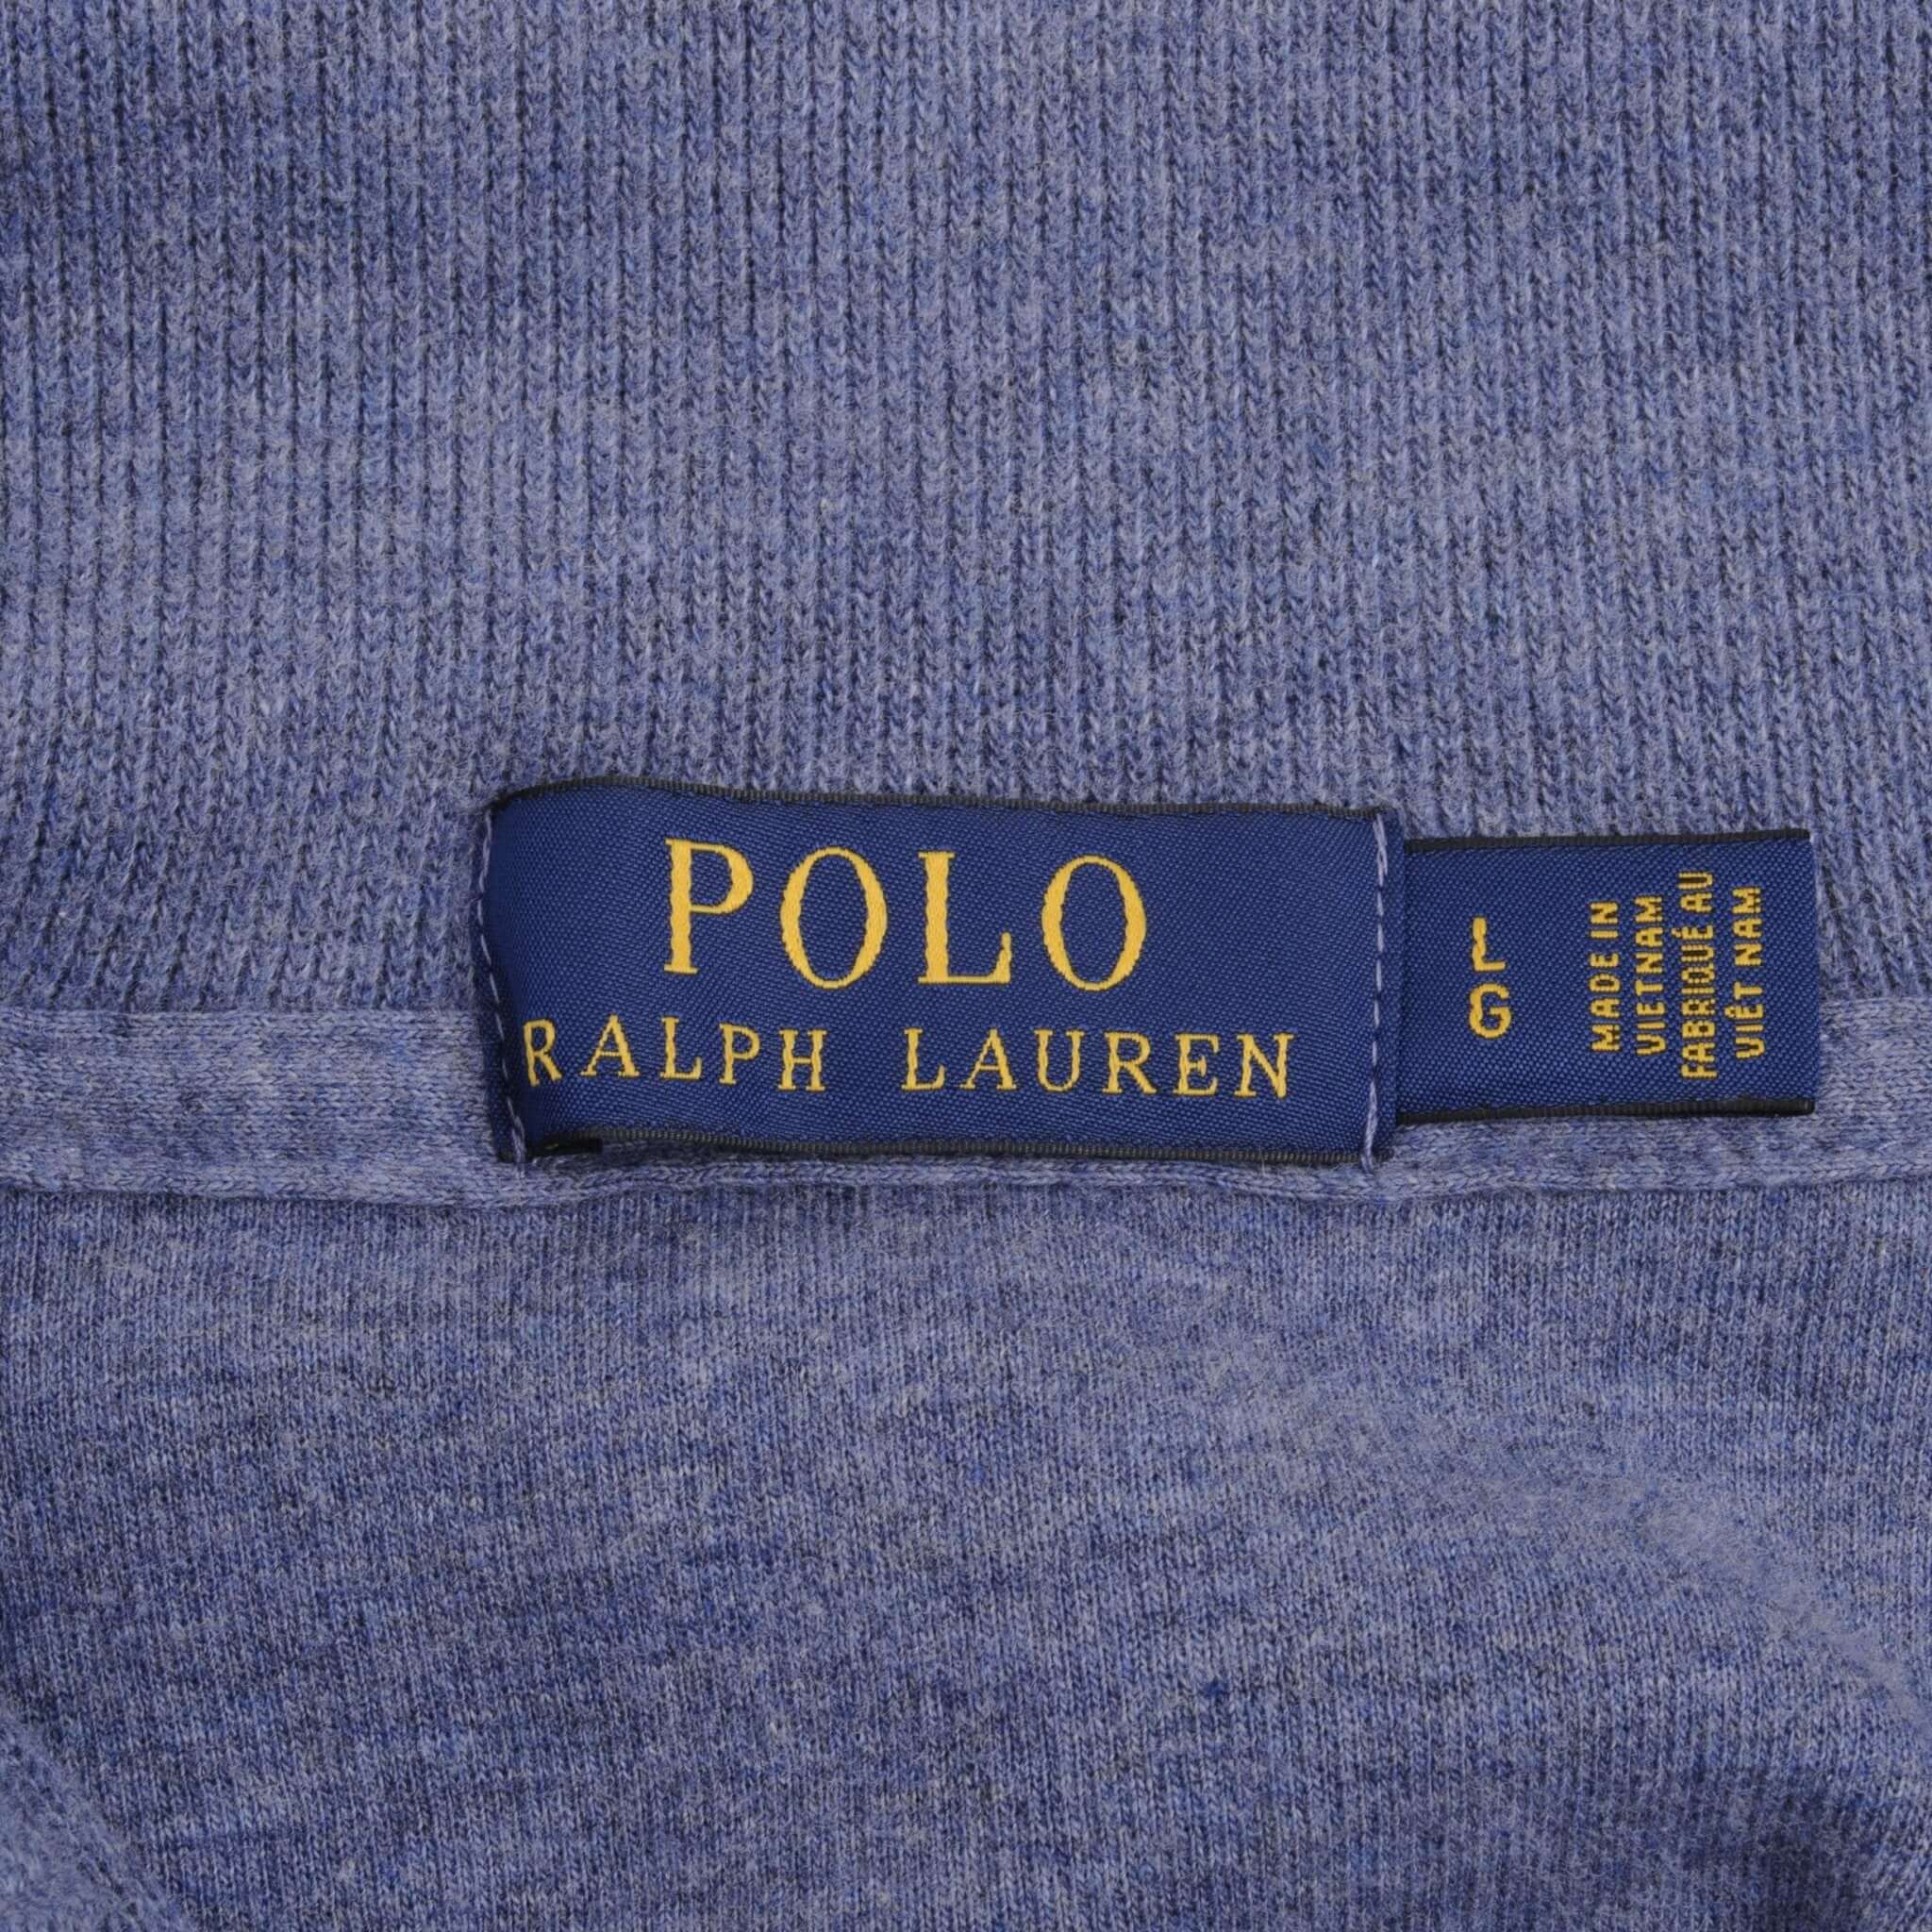 POLO
RALPH LAUREN
L
G
MADE IN
VIETNAM
FABRIQUÉ AU
VIÊT NAM